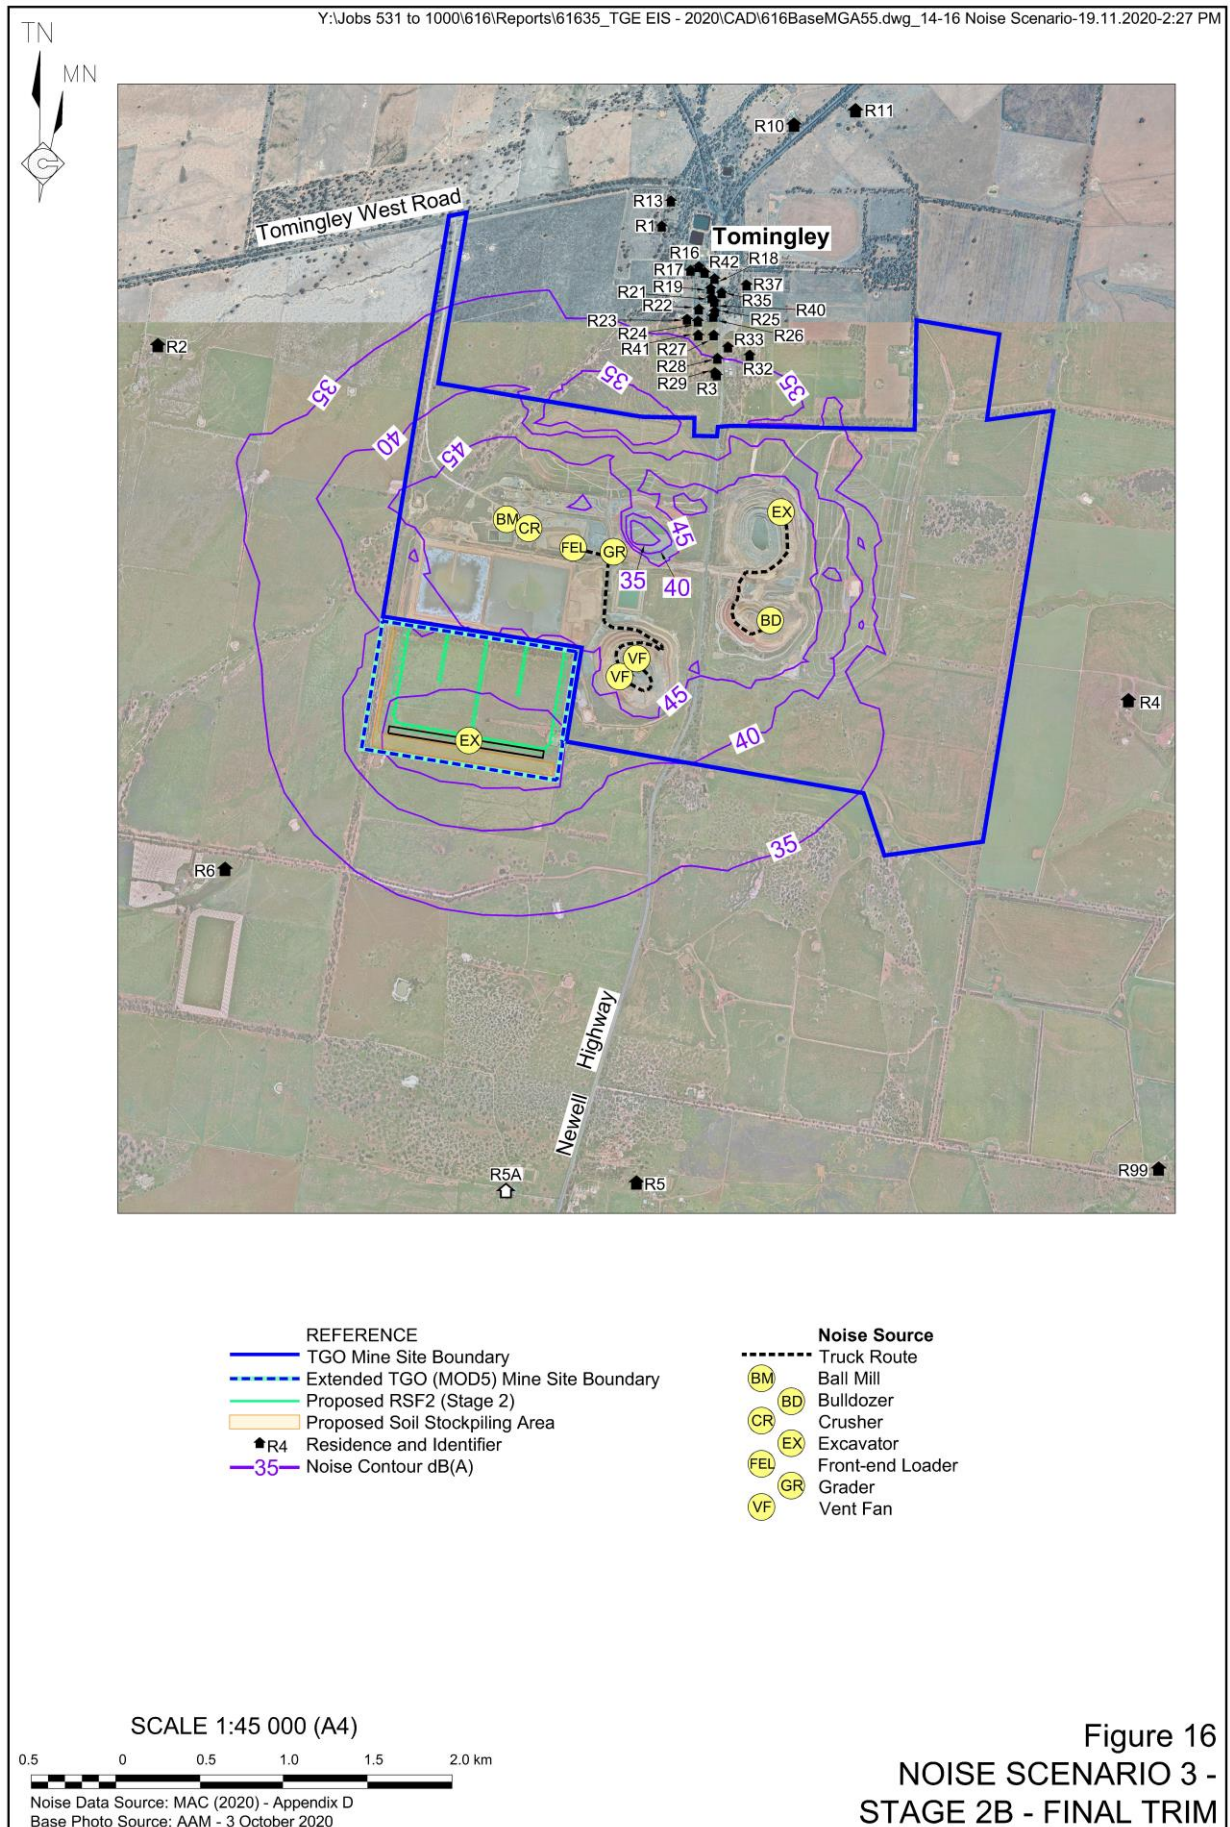 Y:\Jobs 531 to 1000\616\Reports\61635_TGE EIS - 2020\CAD\616BaseMGA55.dwg_14-16 Noise Scenario-19.11.2020-2:27 PM
TN
MN
R11
R10
Tomingley West Road
R13
R1
Tomingley
R16
R42
R18
R17
R19
R37
R21
R35
R22
R40
R23
R25
R24
R26
R41
R27
R33
R28
R32
R29
R3
R2
35
35
35
40
45
BM
CR
FEL
GR
EX
45
35
40
BD
VF
VF
45
EX
40
R4
35
R6
Newell Highway
R5A
R5
R99
REFERENCE
TGO Mine Site Boundary
Extended TGO (MOD5) Mine Site Boundary
Proposed RSF2 (Stage 2)
Proposed Soil Stockpiling Area
R4 Residence and Identifier
35 Noise Contour dB(A)
Noise Source
Truck Route
BM Ball Mill
BD Bulldozer
CR Crusher
EX Excavator
FEL Front-end Loader
GR Grader
VF Vent Fan
SCALE 1:45 000 (A4)
0.5 0 0.5 1.0 1.5 2.0 km
Noise Data Source: MAC (2020) - Appendix D
Base Photo Source: AAM - 3 October 2020
Figure 16
NOISE SCENARIO 3 -
STAGE 2B - FINAL TRIM